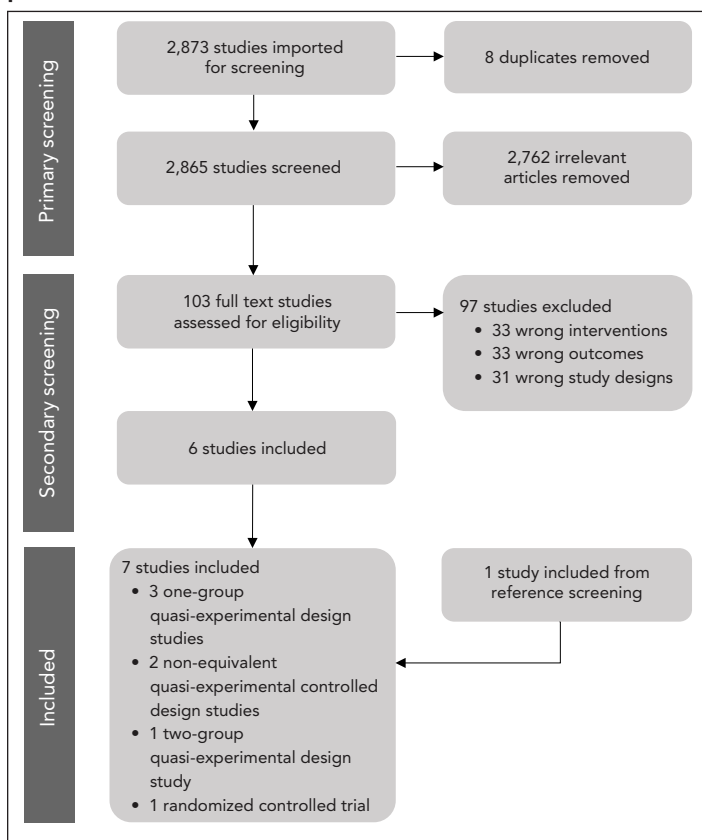 Primary screening
2,873 studies imported
for screening
8 duplicates removed
2,865 studies screened
2,762 irrelevant
articles removed
Secondary screening
103 full text studies
assessed for eligibility
97 studies excluded
• 33 wrong interventions
• 33 wrong outcomes
• 31 wrong study designs
6 studies included
Included
7 studies included
• 3 one-group
quasi-experimental design
studies
• 2 non-equivalent
quasi-experimental controlled
design studies
• 1 two-group
quasi-experimental design
study
• 1 randomized controlled trial
1 study included from
reference screening